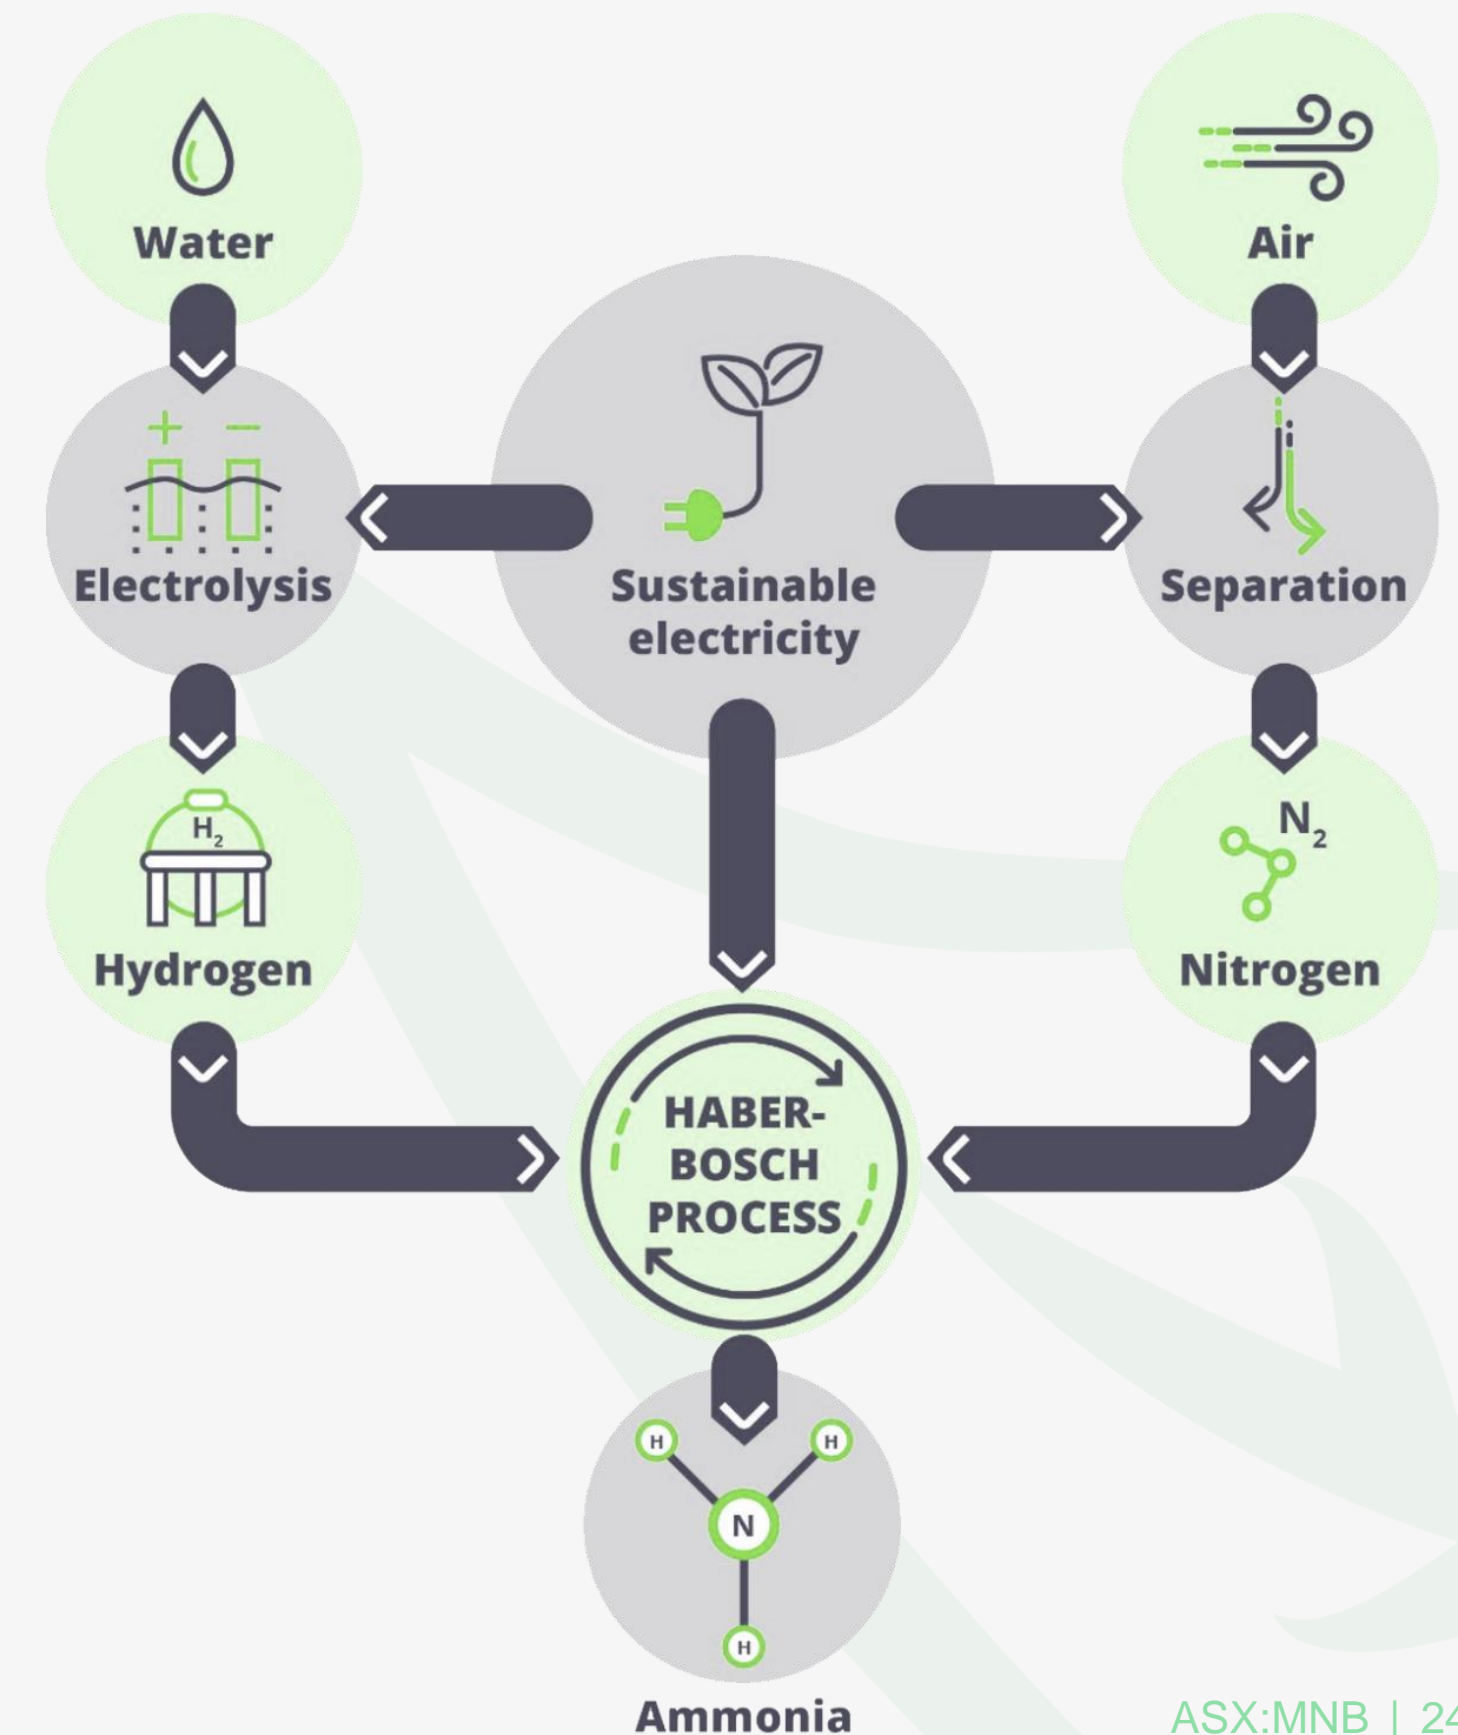 Water
Air
+ −
Electrolysis
Sustainable
electricity
Separation
H₂
Hydrogen
N₂
Nitrogen
HABER-
BOSCH
PROCESS
H H
N
H
Ammonia
ASX:MNB | 24